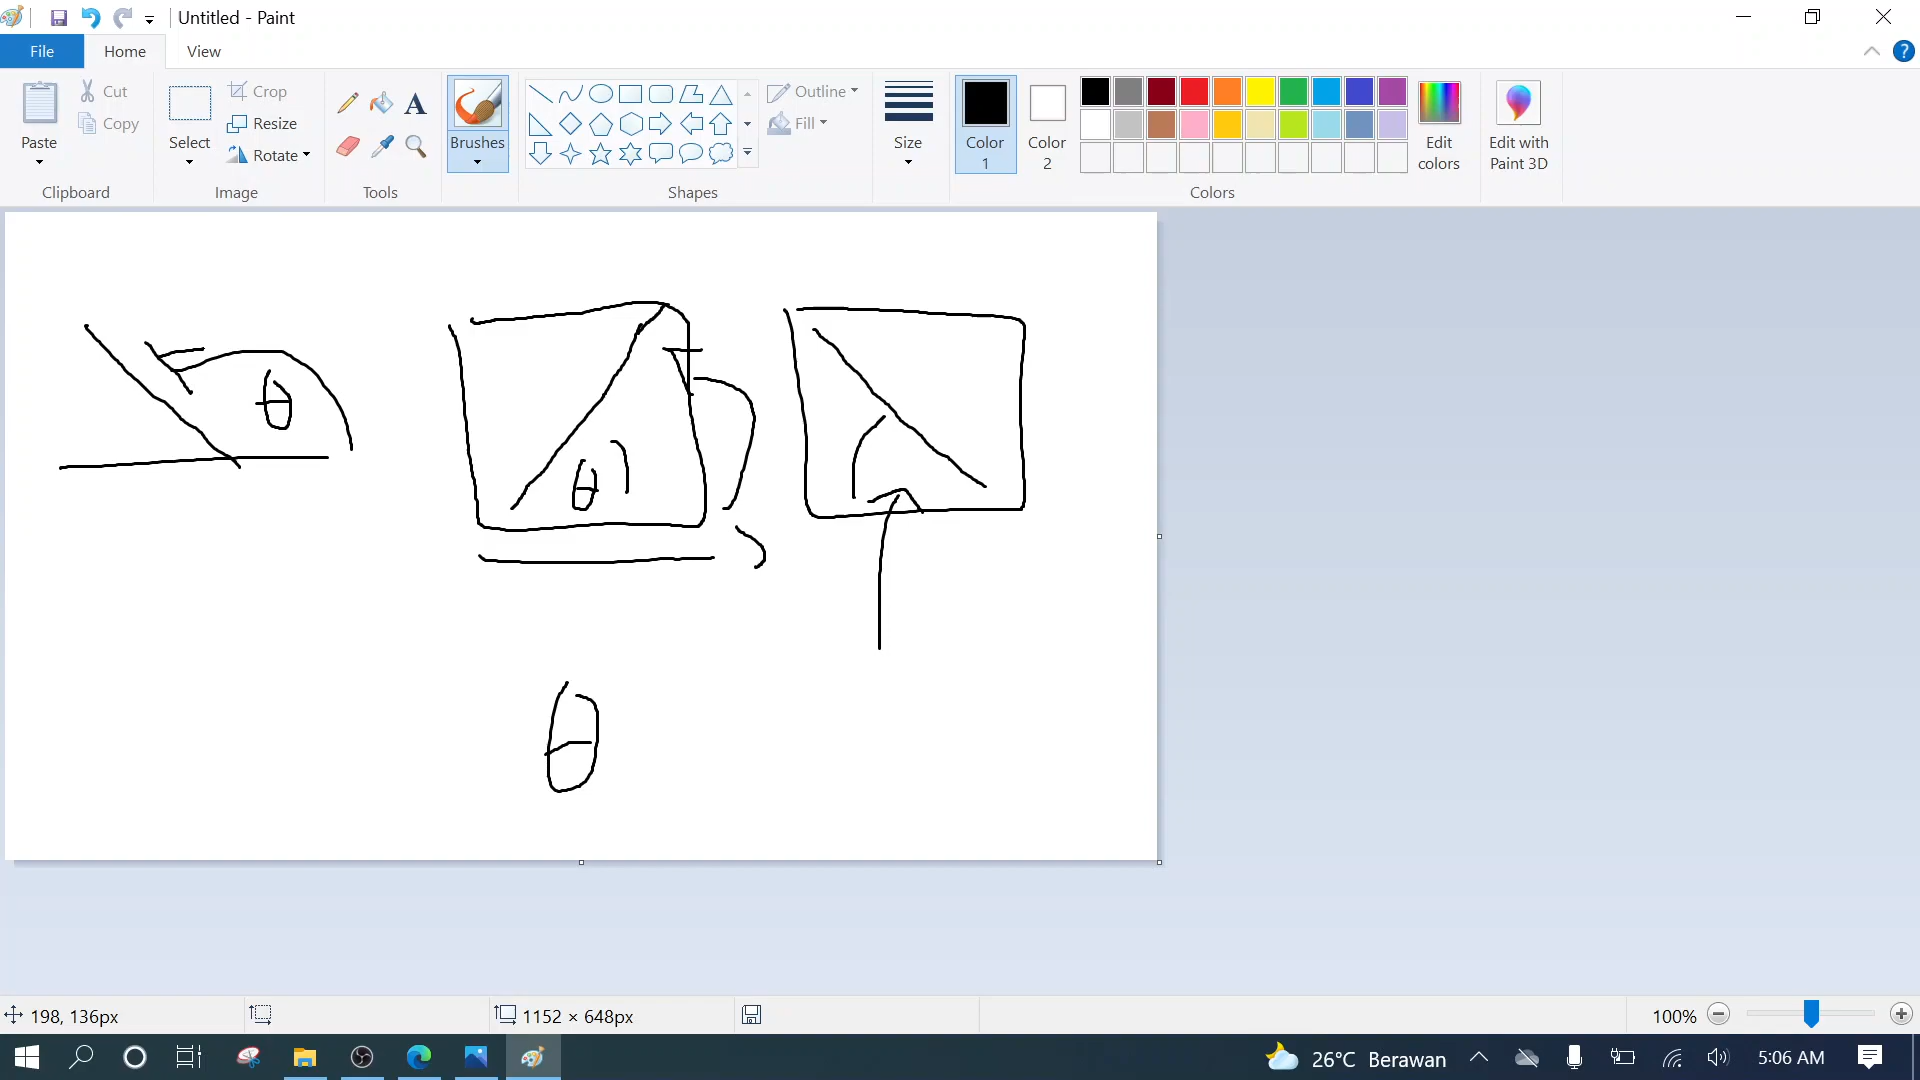 Untitled - Paint
File Home View
Paste
Cut
Copy
Clipboard
Select
Crop
Resize
Rotate
Image
A
Tools
Brushes
Shapes
Outline
Fill
Size
Color 1
Color 2
Edit colors
Colors
Edit with Paint 3D
?
θ
θ
θ
198, 136px
1152 × 648px
100%
26°C Berawan
5:06 AM